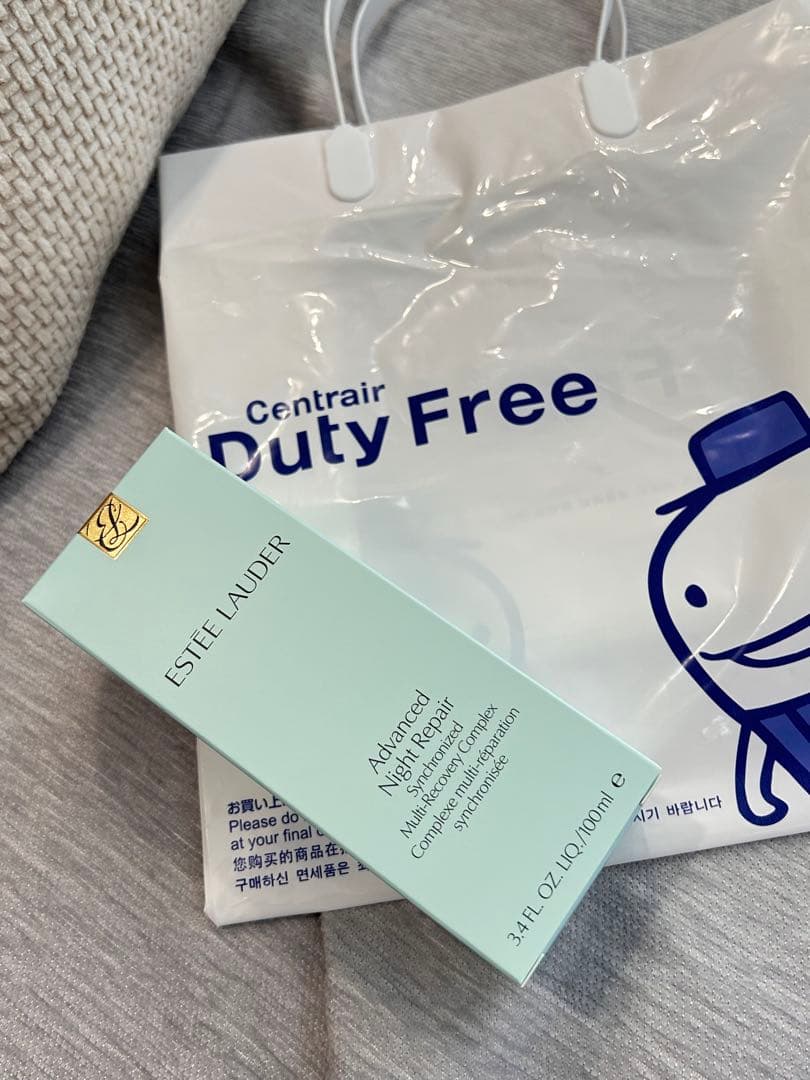 Centrair
Duty Free
ESTĒE LAUDER
Advanced
Night Repair
Synchronized
Multi-Recovery Complex
Complexe multi-réparation
synchronisée
3.4 FL. OZ. LIQ./100ml ℮
お買い上
Please do
at your final
您购买的商品在
구매하신 면세품은
시기 바랍니다